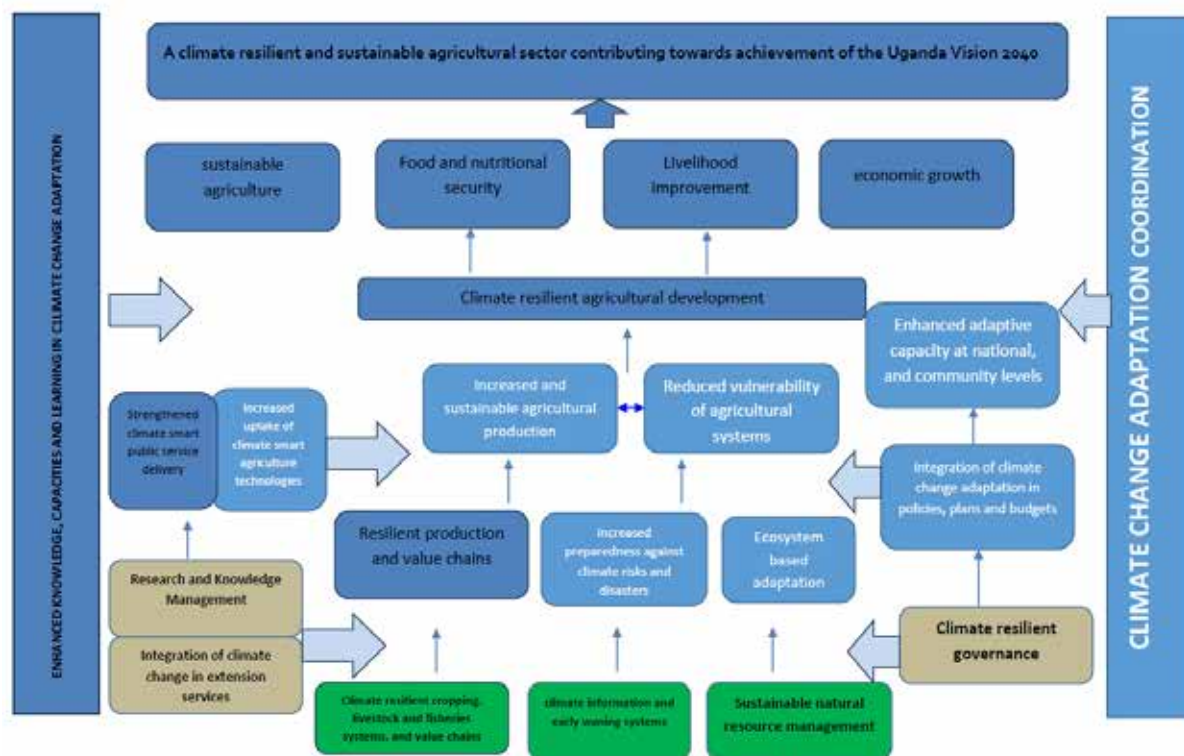 A climate resilient and sustainable agricultural sector contributing towards achievement of the Uganda Vision 2040
sustainable
agriculture
Food and nutritional
security
Livelihood
improvement
economic growth
ENHANCED KNOWLEDGE, CAPACITIES AND LEARNING IN CLIMATE CHANGE ADAPTATION
CLIMATE CHANGE ADAPTATION COORDINATION
Climate resilient agricultural development
Enhanced adaptive
capacity at national,
and community levels
Strengthened
climate smart
public service
delivery
Increased
uptake of
climate smart
agriculture
technologies
Increased and
sustainable agricultural
production
Reduced vulnerability
of agricultural
systems
Integration of climate
change adaptation in
policies, plans and budgets
Resilient production
and value chains
Increased
preparedness against
climate risks and
disasters
Ecosystem
based
adaptation
Research and Knowledge
Management
Integration of climate
change in extension
services
Climate resilient
governance
Climate resilient cropping,
livestock and fisheries
systems, and value chains
climate information and
early warning systems
Sustainable natural
resource management